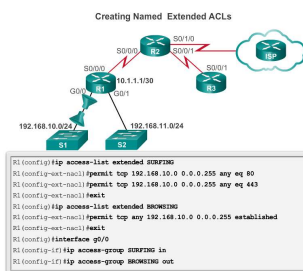 Creating Named Extended ACLs
S0/1/0
S0/0/0
R2
S0/0/1
ISP
S0/0/0
10.1.1.1/30
S0/0/1
G0/0
R1
G0/1
R3
192.168.10.0/24
192.168.11.0/24
S1
S2
R1(config)#ip access-list extended SURFING
R1(config-ext-nacl)#permit tcp 192.168.10.0 0.0.0.255 any eq 80
R1(config-ext-nacl)#permit tcp 192.168.10.0 0.0.0.255 any eq 443
R1(config-ext-nacl)#exit
R1(config)#ip access-list extended BROWSING
R1(config-ext-nacl)#permit tcp any 192.168.10.0 0.0.0.255 established
R1(config-ext-nacl)#exit
R1(config)#interface g0/0
R1(config-if)#ip access-group SURFING in
R1(config-if)#ip access-group BROWSING out